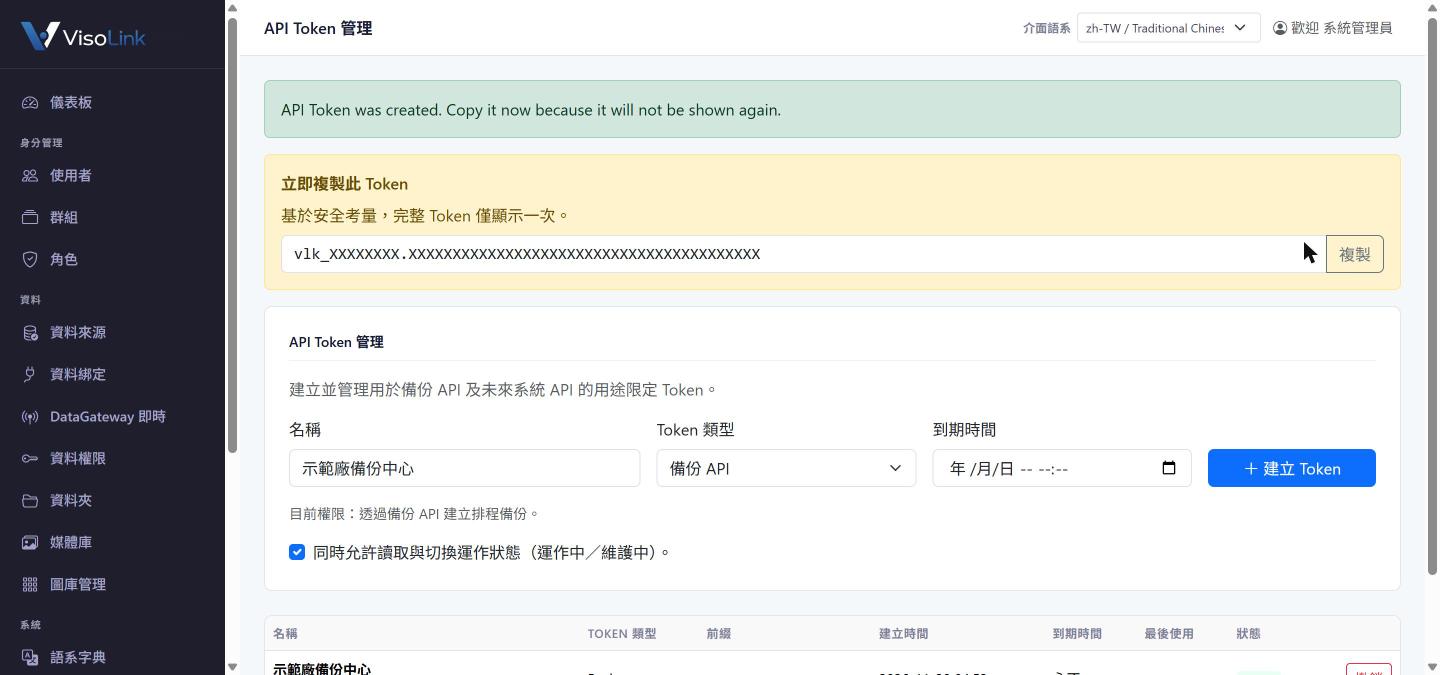 VisoLink
API Token 管理
介面語系
zh-TW / Traditional Chines
歡迎 系統管理員
儀表板
身分管理
使用者
群組
角色
資料
資料來源
資料綁定
DataGateway 即時
資料權限
資料夾
媒體庫
圖庫管理
系統
語系字典
API Token was created. Copy it now because it will not be shown again.
立即複製此 Token
基於安全考量，完整 Token 僅顯示一次。
vlk_XXXXXXXX.XXXXXXXXXXXXXXXXXXXXXXXXXXXXXXXXXXXXXXXX
複製
API Token 管理
建立並管理用於備份 API 及未來系統 API 的用途限定 Token。
名稱
Token 類型
到期時間
示範廠備份中心
備份 API
年 /月/日 -- --:--
＋ 建立 Token
目前權限：透過備份 API 建立排程備份。
同時允許讀取與切換運作狀態（運作中／維護中）。
名稱 TOKEN 類型 前綴 建立時間 到期時間 最後使用 狀態
示範廠備份中心